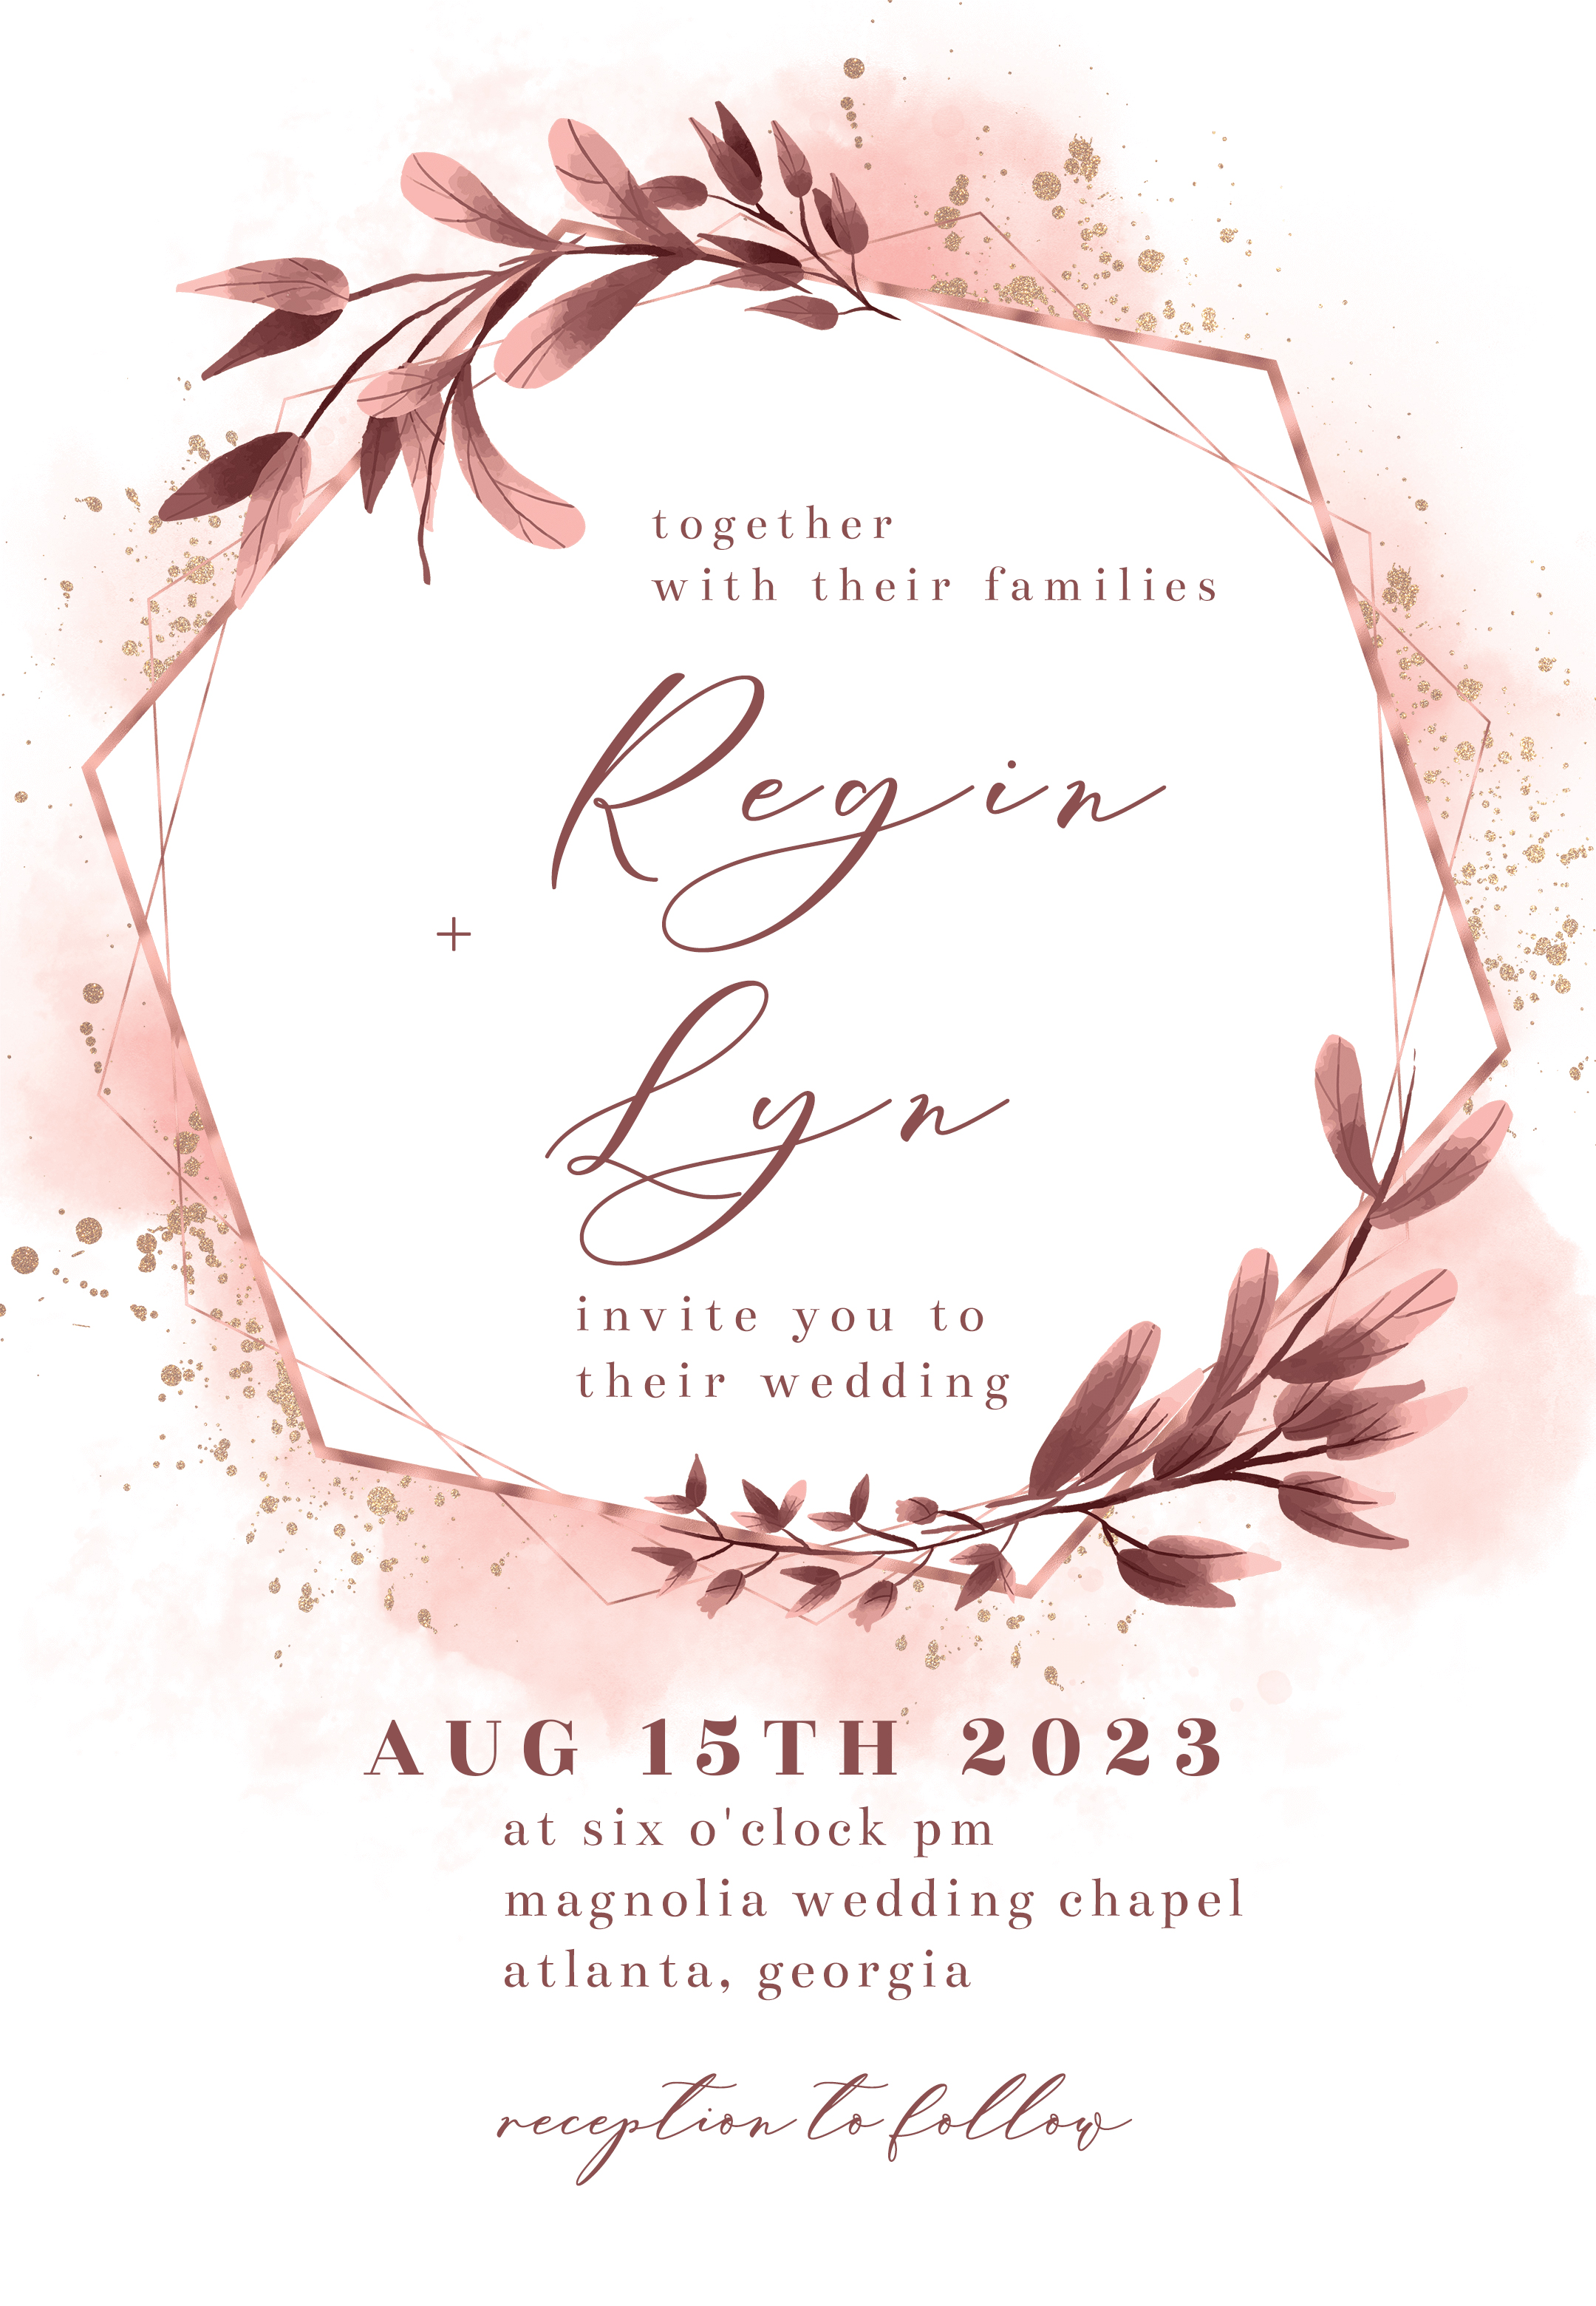 together
with their families
Regin
+
Lyn
invite you to
their wedding
AUG 15TH 2023
at six o'clock pm
magnolia wedding chapel
atlanta, georgia
reception to follow